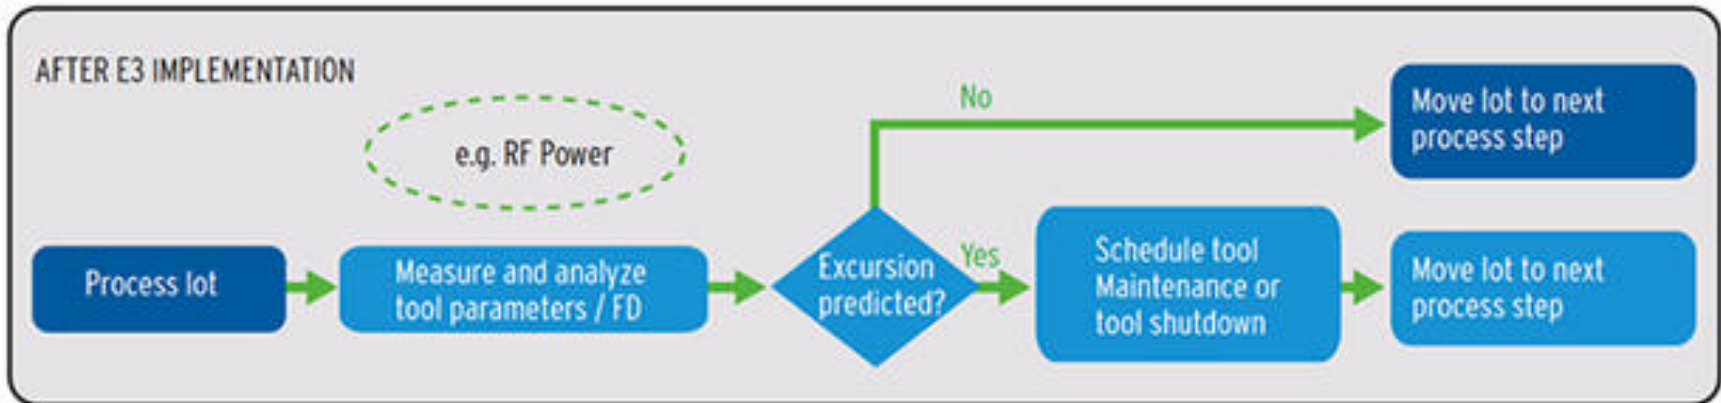 AFTER E3 IMPLEMENTATION
e.g. RF Power
Process lot
Measure and analyze
tool parameters / FD
Excursion
predicted?
No
Move lot to next
process step
Yes
Schedule tool
Maintenance or
tool shutdown
Move lot to next
process step